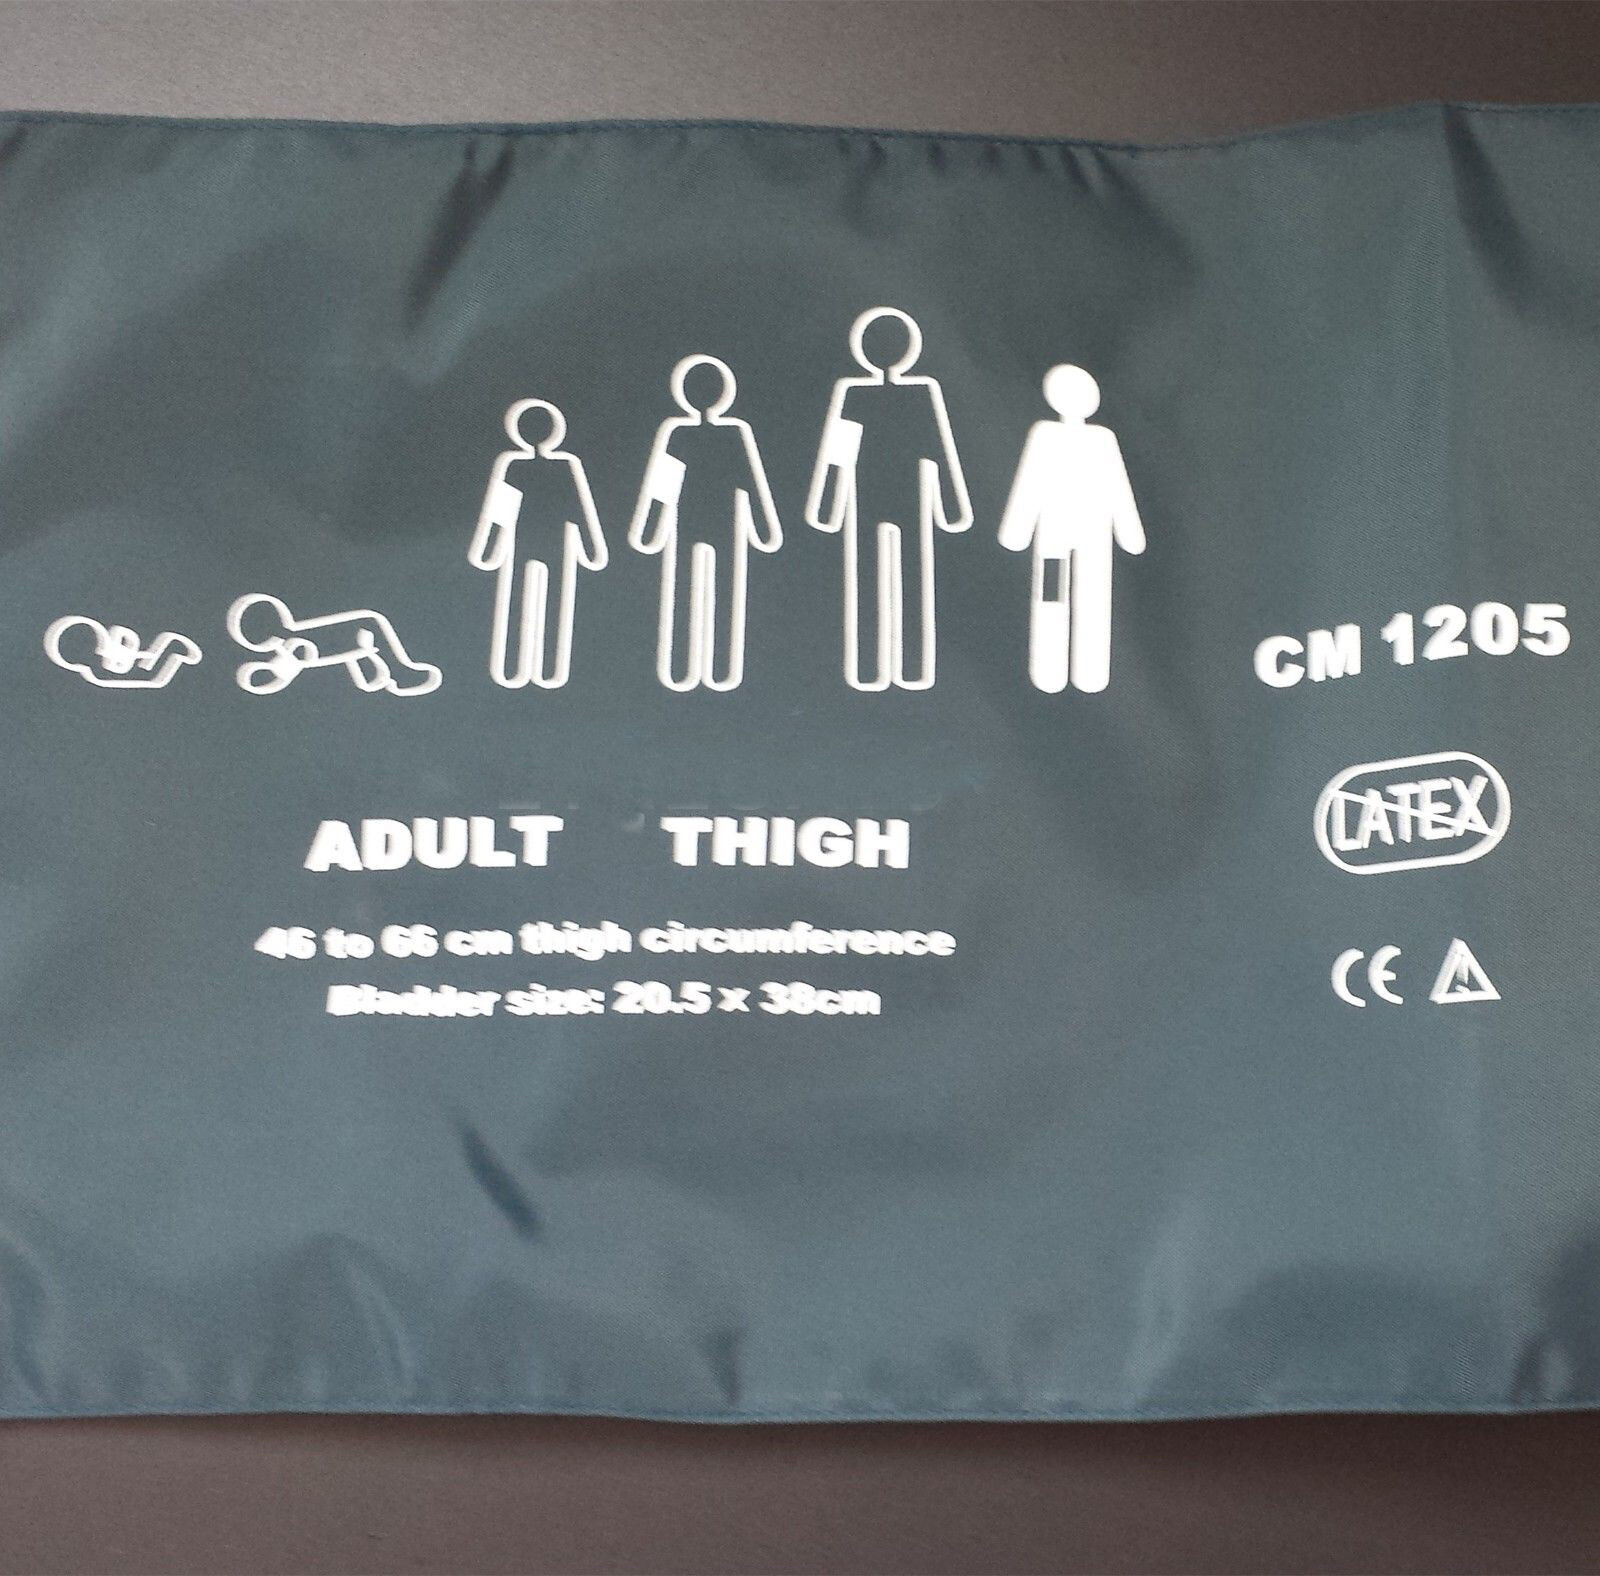 CM 1205
LATEX
ADULT THIGH
46 to 66 cm thigh circumference
Bladder size: 20.5 x 38cm
CE